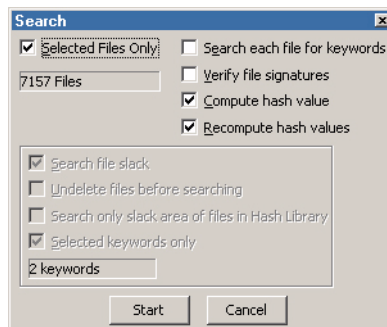 Search
Selected Files Only
7157 Files
Search each file for keywords
Verify file signatures
Compute hash value
Recompute hash values
Search file slack
Undelete files before searching
Search only slack area of files in Hash Library
Selected keywords only
2 keywords
Start
Cancel